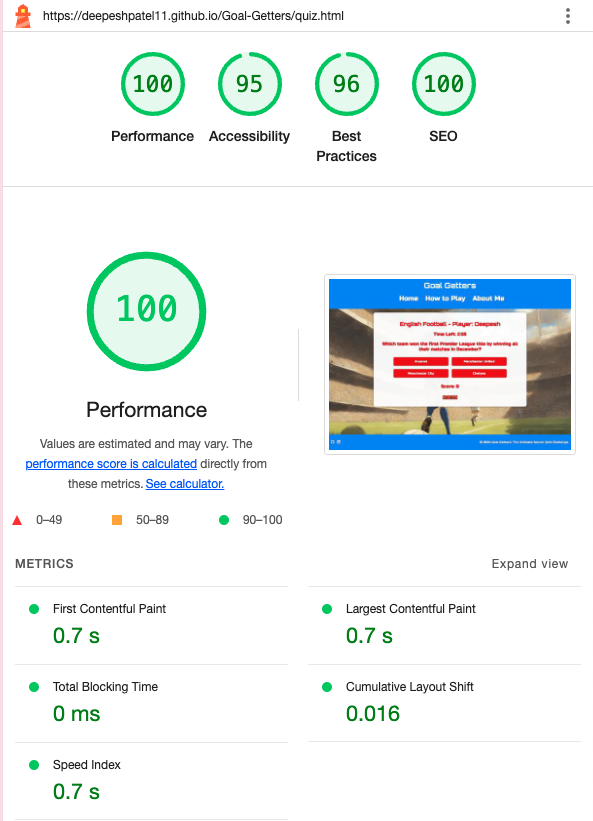 https://deepeshpatel11.github.io/Goal-Getters/quiz.html
100
95
96
100
Performance
Accessibility
Best
Practices
SEO
100
Performance
Values are estimated and may vary. The
performance score is calculated directly from
these metrics. See calculator.
0–49
50–89
90–100
Goal Getters
Home How to Play About Me
English Football - Player: Deepesh
Which team won the first Premier League title by winning all
their matches in December?
Arsenal
Manchester United
Manchester City
Chelsea
Score: 0
METRICS
Expand view
First Contentful Paint
0.7 s
Largest Contentful Paint
0.7 s
Total Blocking Time
0 ms
Cumulative Layout Shift
0.016
Speed Index
0.7 s